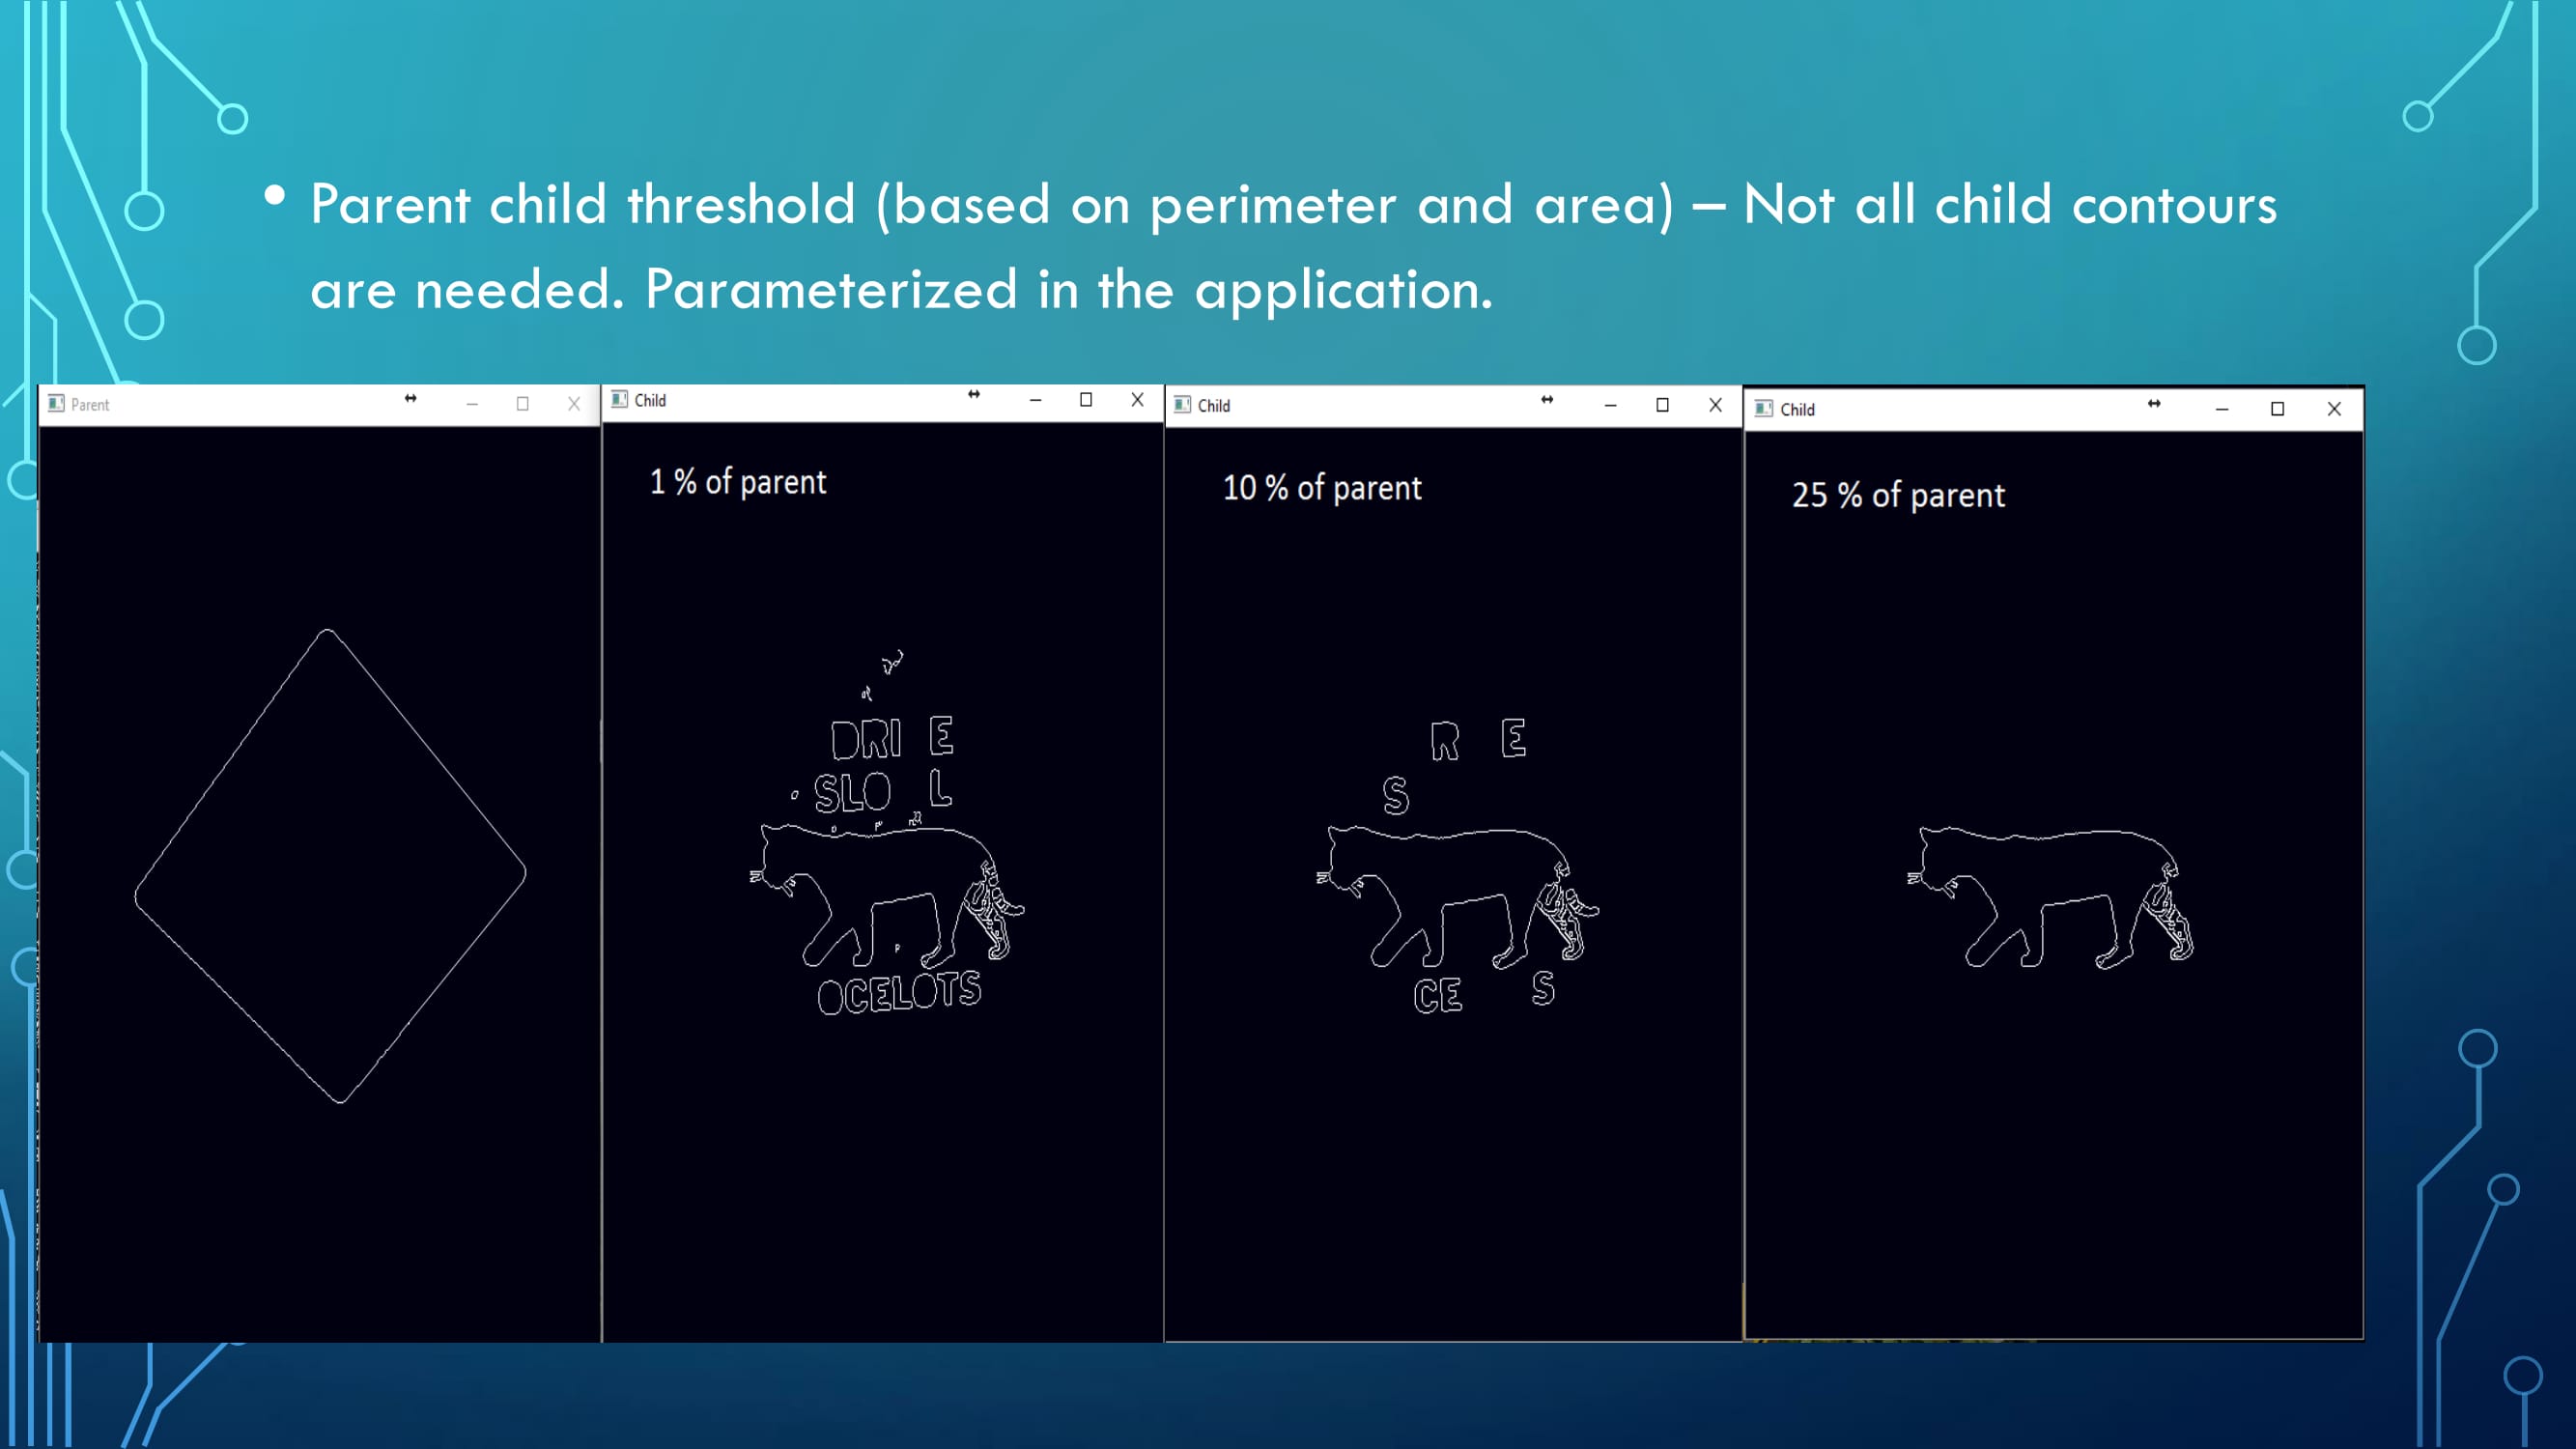 • Parent child threshold (based on perimeter and area) – Not all child contours
are needed. Parameterized in the application.
Parent
Child
Child
Child
1 % of parent
10 % of parent
25 % of parent
DRI E
SLO L
OCELOTS
R E
S
CE S